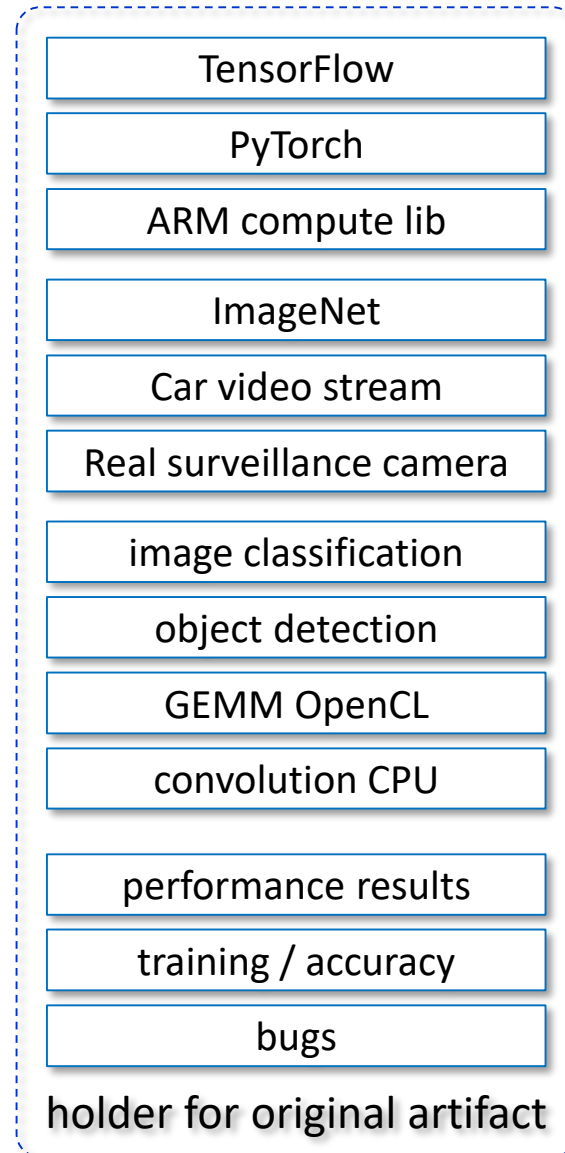 TensorFlow
PyTorch
ARM compute lib
ImageNet
Car video stream
Real surveillance camera
image classification
object detection
GEMM OpenCL
convolution CPU
performance results
training / accuracy
bugs
holder for original artifact